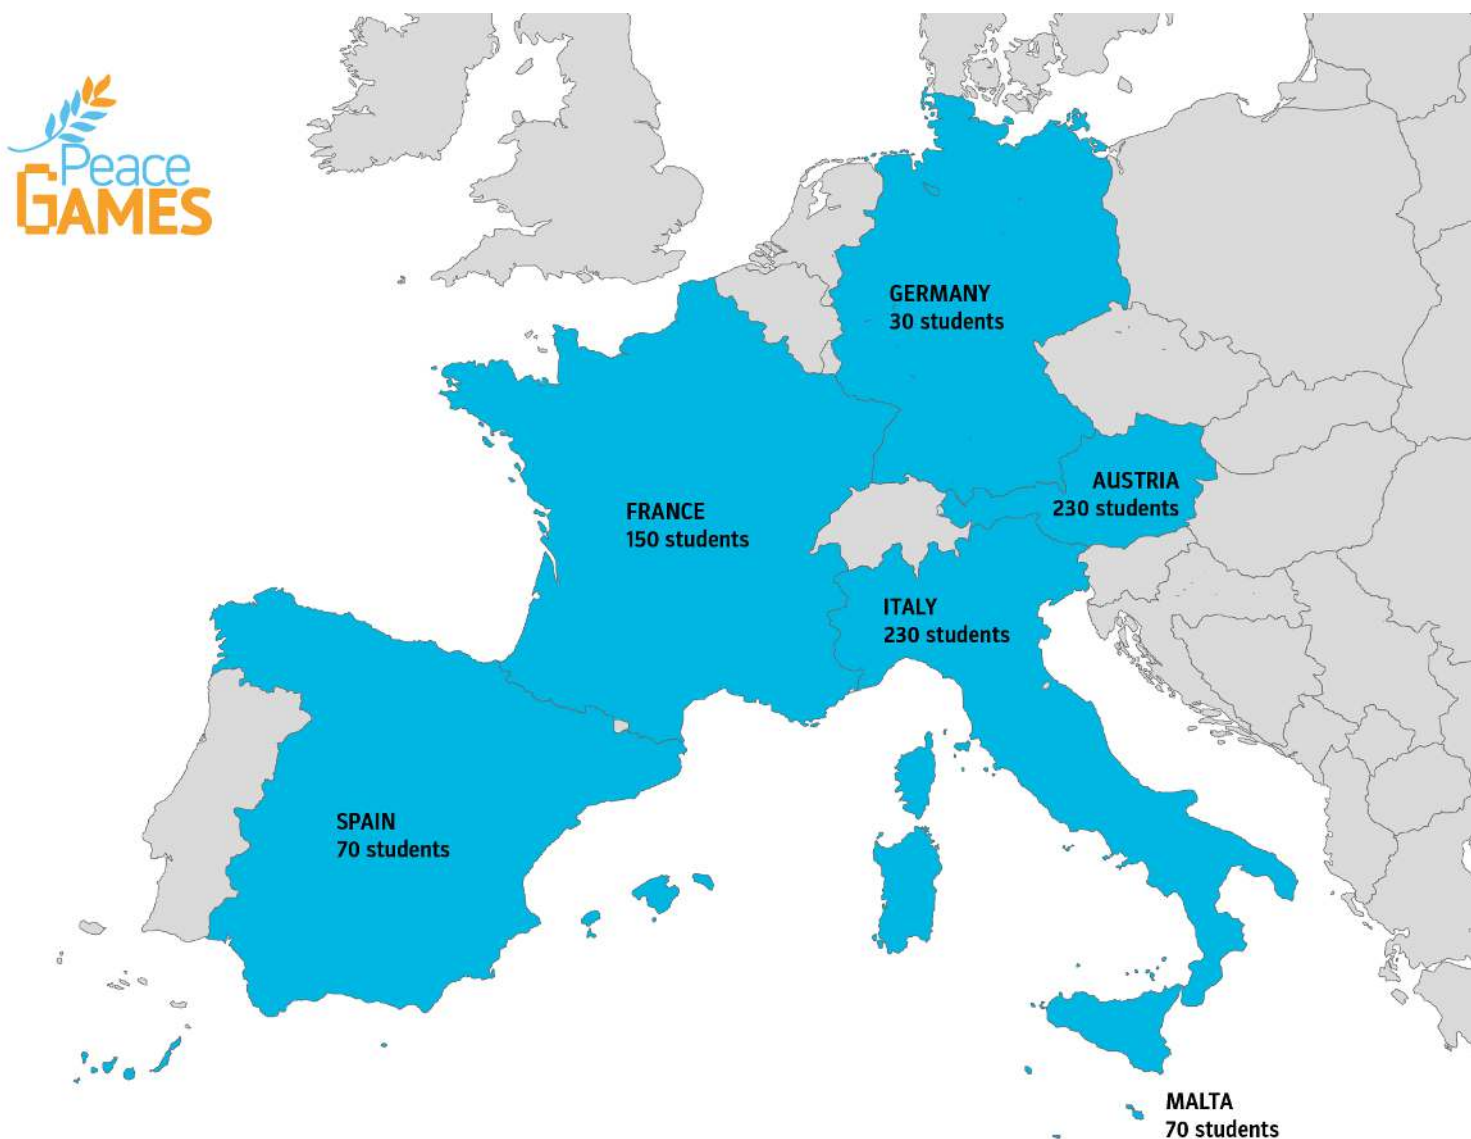 Peace
GAMES
GERMANY
30 students
AUSTRIA
230 students
FRANCE
150 students
ITALY
230 students
SPAIN
70 students
MALTA
70 students